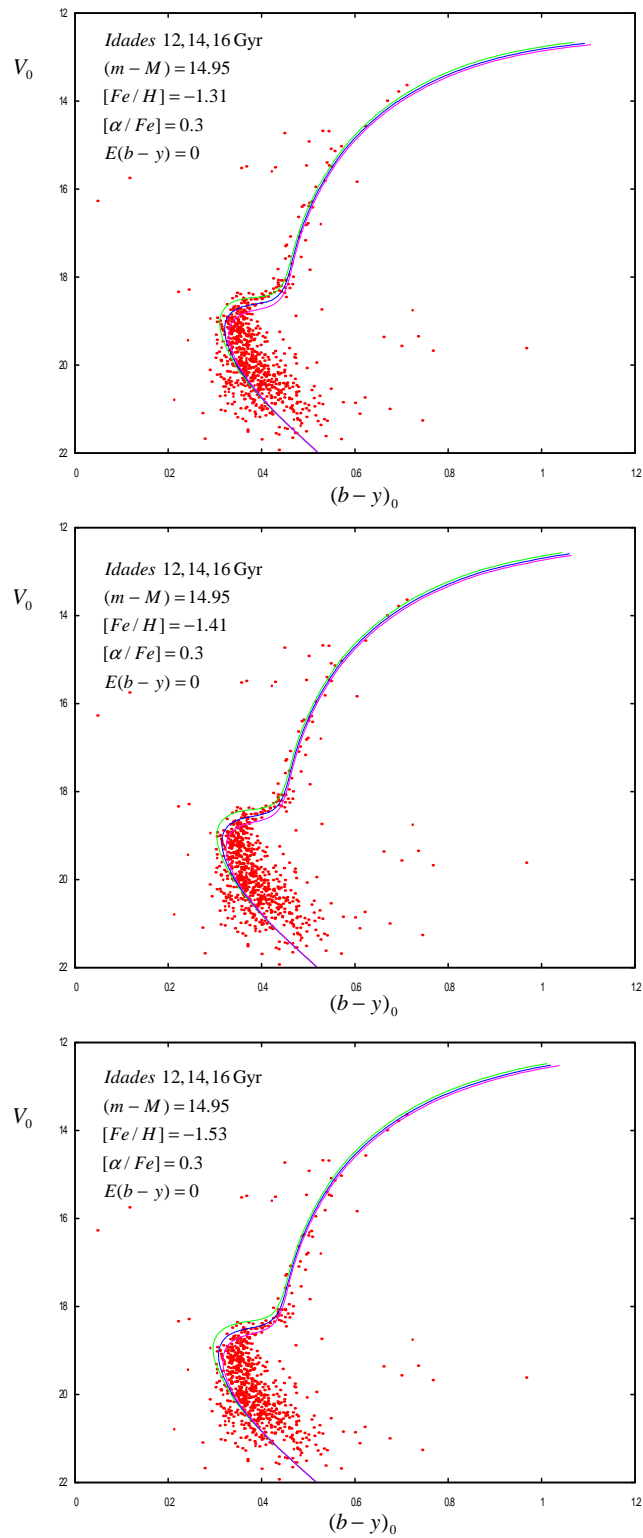 12
Idades 12,14,16 Gyr
V₀
(m − M) = 14.95
14
[Fe/H] = −1.31
[α/Fe] = 0.3
E(b − y) = 0
16
18
20
22
0 0.2 0.4 0.6 0.8 1 1.2
(b − y)₀
12
Idades 12,14,16 Gyr
V₀
(m − M) = 14.95
14
[Fe/H] = −1.41
[α/Fe] = 0.3
E(b − y) = 0
16
18
20
22
0 0.2 0.4 0.6 0.8 1 1.2
(b − y)₀
12
Idades 12,14,16 Gyr
V₀
(m − M) = 14.95
14
[Fe/H] = −1.53
[α/Fe] = 0.3
E(b − y) = 0
16
18
20
22
0 0.2 0.4 0.6 0.8 1 1.2
(b − y)₀